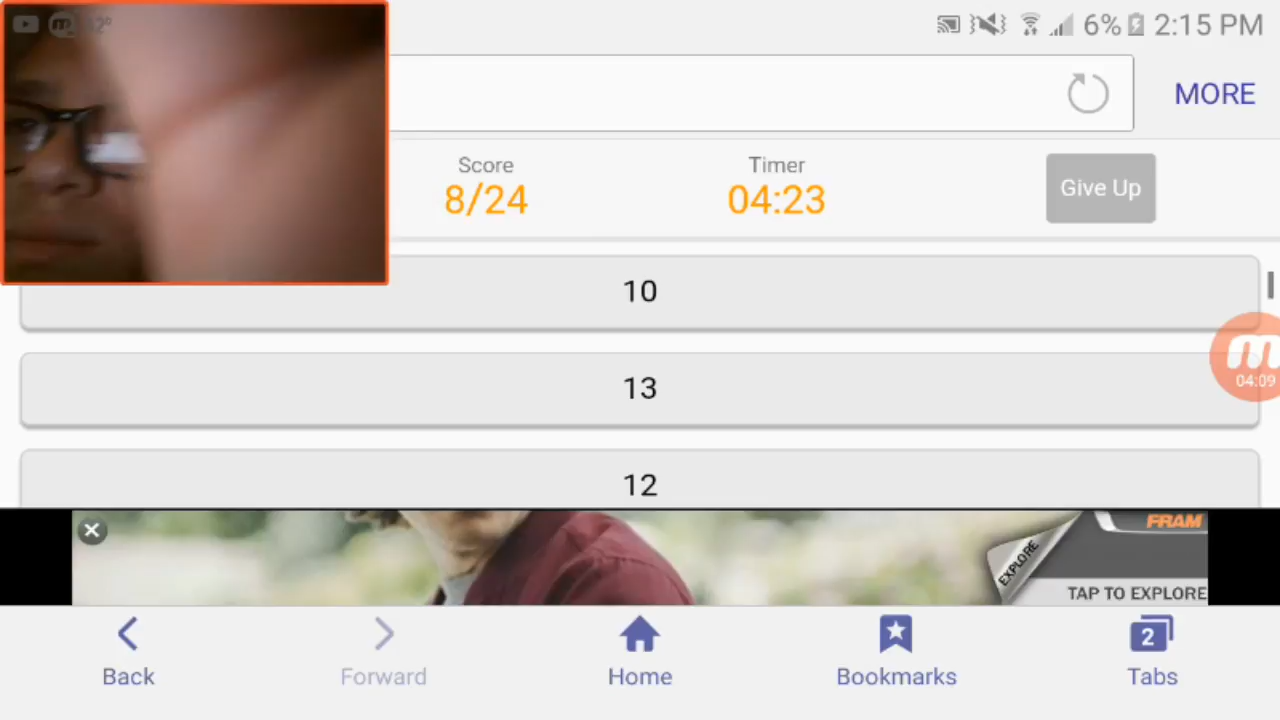 6% 2:15 PM
MORE
Score
8/24
Timer
04:23
Give Up
10
13
12
04:09
FRAM
EXPLORE
TAP TO EXPLORE
2
Back
Forward
Home
Bookmarks
Tabs